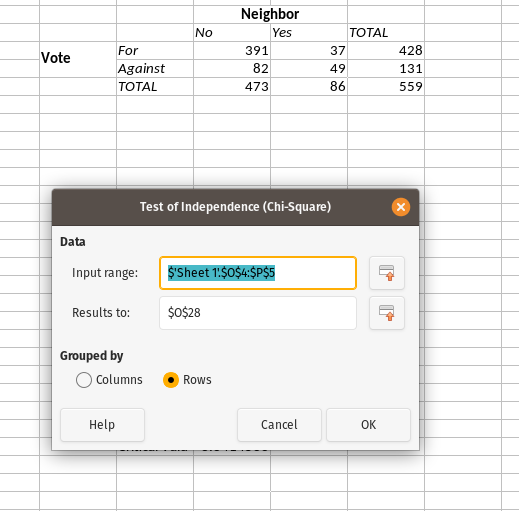 Neighbor
No Yes TOTAL
Vote For 391 37 428
Against 82 49 131
TOTAL 473 86 559
Test of Independence (Chi-Square)
Data
Input range: $'Sheet 1'.$O$4:$P$5
Results to: $O$28
Grouped by
Columns Rows
Help Cancel OK